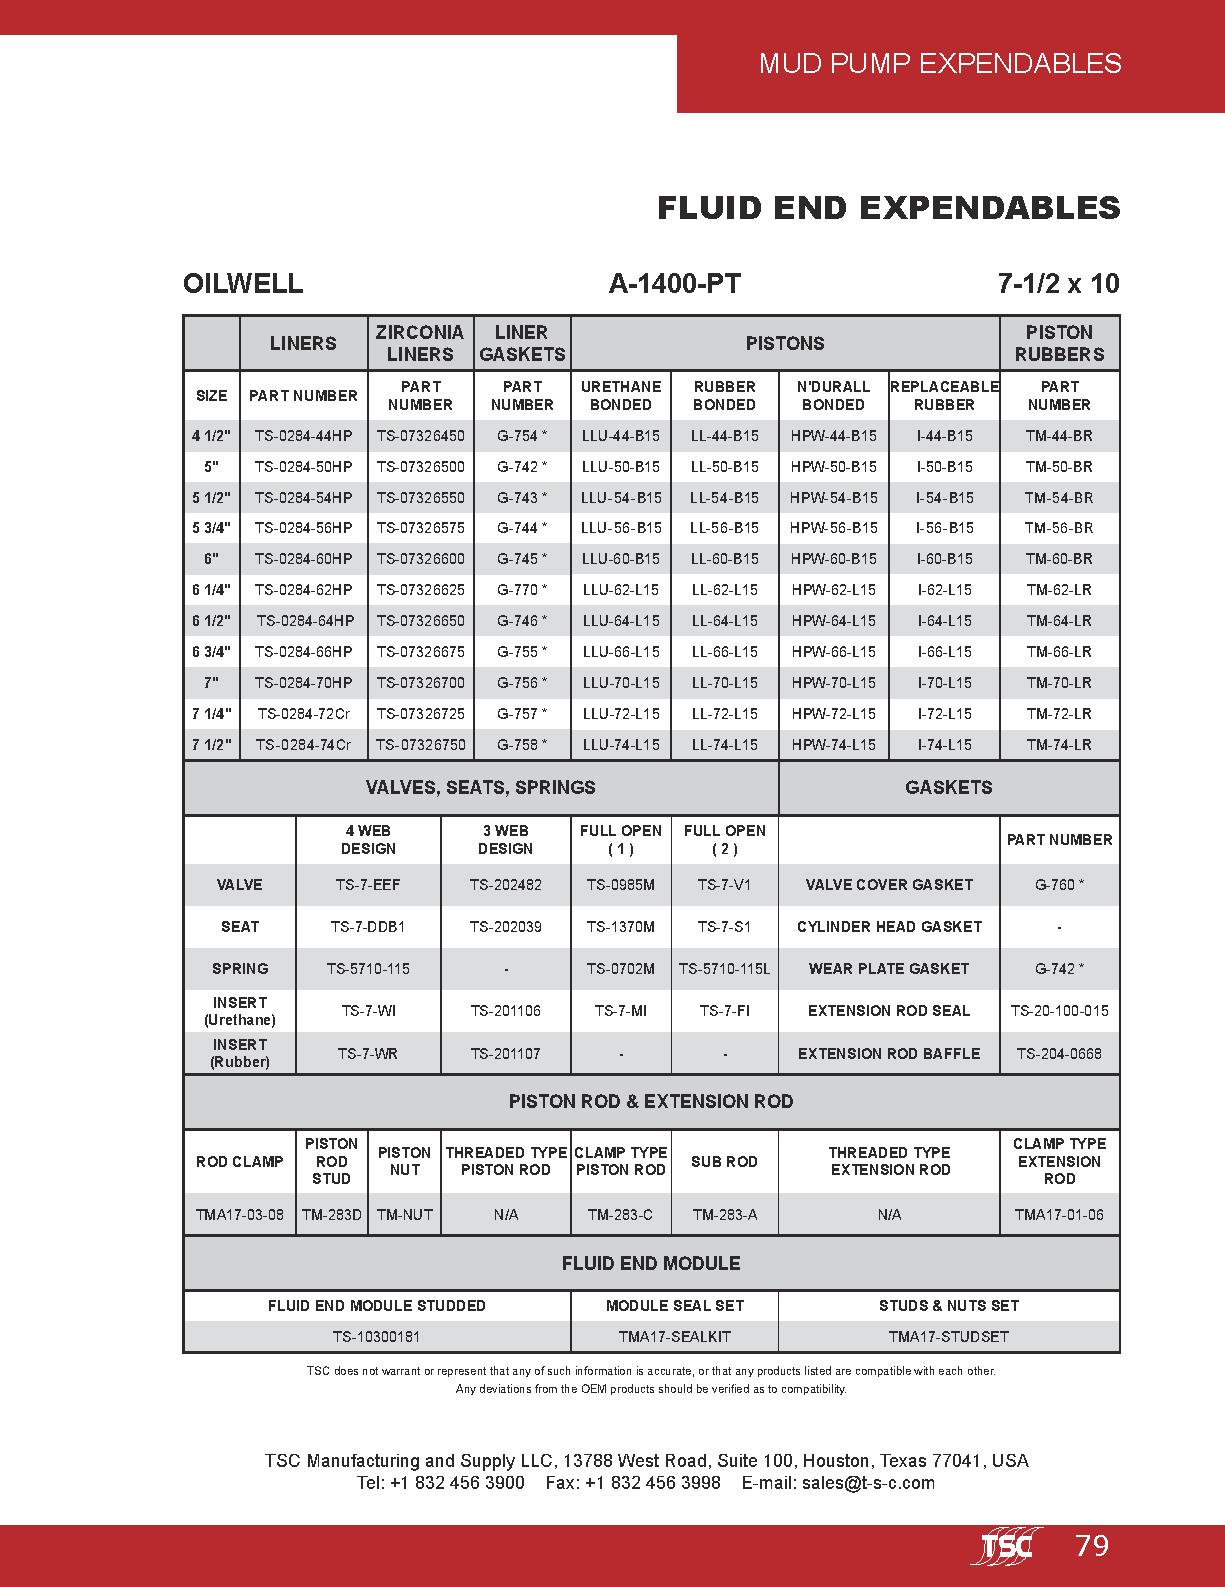 MUD PUMP EXPENDABLES
FLUID END EXPENDABLES
OILWELL A-1400-PT 7-1/2 x 10
LINERS ZIRCONIA LINERS LINER GASKETS PISTONS PISTON RUBBERS
SIZE PART NUMBER PART NUMBER PART NUMBER URETHANE BONDED RUBBER BONDED N'DURALL BONDED REPLACEABLE RUBBER PART NUMBER
4 1/2" TS-0284-44HP TS-07326450 G-754 * LLU-44-B15 LL-44-B15 HPW-44-B15 I-44-B15 TM-44-BR
5" TS-0284-50HP TS-07326500 G-742 * LLU-50-B15 LL-50-B15 HPW-50-B15 I-50-B15 TM-50-BR
5 1/2" TS-0284-54HP TS-07326550 G-743 * LLU-54-B15 LL-54-B15 HPW-54-B15 I-54-B15 TM-54-BR
5 3/4" TS-0284-56HP TS-07326575 G-744 * LLU-56-B15 LL-56-B15 HPW-56-B15 I-56-B15 TM-56-BR
6" TS-0284-60HP TS-07326600 G-745 * LLU-60-B15 LL-60-B15 HPW-60-B15 I-60-B15 TM-60-BR
6 1/4" TS-0284-62HP TS-07326625 G-770 * LLU-62-L15 LL-62-L15 HPW-62-L15 I-62-L15 TM-62-LR
6 1/2" TS-0284-64HP TS-07326650 G-746 * LLU-64-L15 LL-64-L15 HPW-64-L15 I-64-L15 TM-64-LR
6 3/4" TS-0284-66HP TS-07326675 G-755 * LLU-66-L15 LL-66-L15 HPW-66-L15 I-66-L15 TM-66-LR
7" TS-0284-70HP TS-07326700 G-756 * LLU-70-L15 LL-70-L15 HPW-70-L15 I-70-L15 TM-70-LR
7 1/4" TS-0284-72Cr TS-07326725 G-757 * LLU-72-L15 LL-72-L15 HPW-72-L15 I-72-L15 TM-72-LR
7 1/2" TS-0284-74Cr TS-07326750 G-758 * LLU-74-L15 LL-74-L15 HPW-74-L15 I-74-L15 TM-74-LR
VALVES, SEATS, SPRINGS GASKETS
4 WEB DESIGN 3 WEB DESIGN FULL OPEN ( 1 ) FULL OPEN ( 2 ) PART NUMBER
VALVE TS-7-EEF TS-202482 TS-0985M TS-7-V1 VALVE COVER GASKET G-760 *
SEAT TS-7-DDB1 TS-202039 TS-1370M TS-7-S1 CYLINDER HEAD GASKET -
SPRING TS-5710-115 - TS-0702M TS-5710-115L WEAR PLATE GASKET G-742 *
INSERT (Urethane) TS-7-WI TS-201106 TS-7-MI TS-7-FI EXTENSION ROD SEAL TS-20-100-015
INSERT (Rubber) TS-7-WR TS-201107 - - EXTENSION ROD BAFFLE TS-204-0668
PISTON ROD & EXTENSION ROD
ROD CLAMP PISTON ROD STUD PISTON NUT THREADED TYPE PISTON ROD CLAMP TYPE PISTON ROD SUB ROD THREADED TYPE EXTENSION ROD CLAMP TYPE EXTENSION ROD
TMA17-03-08 TM-283D TM-NUT N/A TM-283-C TM-283-A N/A TMA17-01-06
FLUID END MODULE
FLUID END MODULE STUDDED MODULE SEAL SET STUDS & NUTS SET
TS-10300181 TMA17-SEALKIT TMA17-STUDSET
TSC does not warrant or represent that any of such information is accurate, or that any products listed are compatible with each other.
Any deviations from the OEM products should be verified as to compatibility.
TSC Manufacturing and Supply LLC, 13788 West Road, Suite 100, Houston, Texas 77041, USA
Tel: +1 832 456 3900 Fax: +1 832 456 3998 E-mail: sales@t-s-c.com
TSC 79